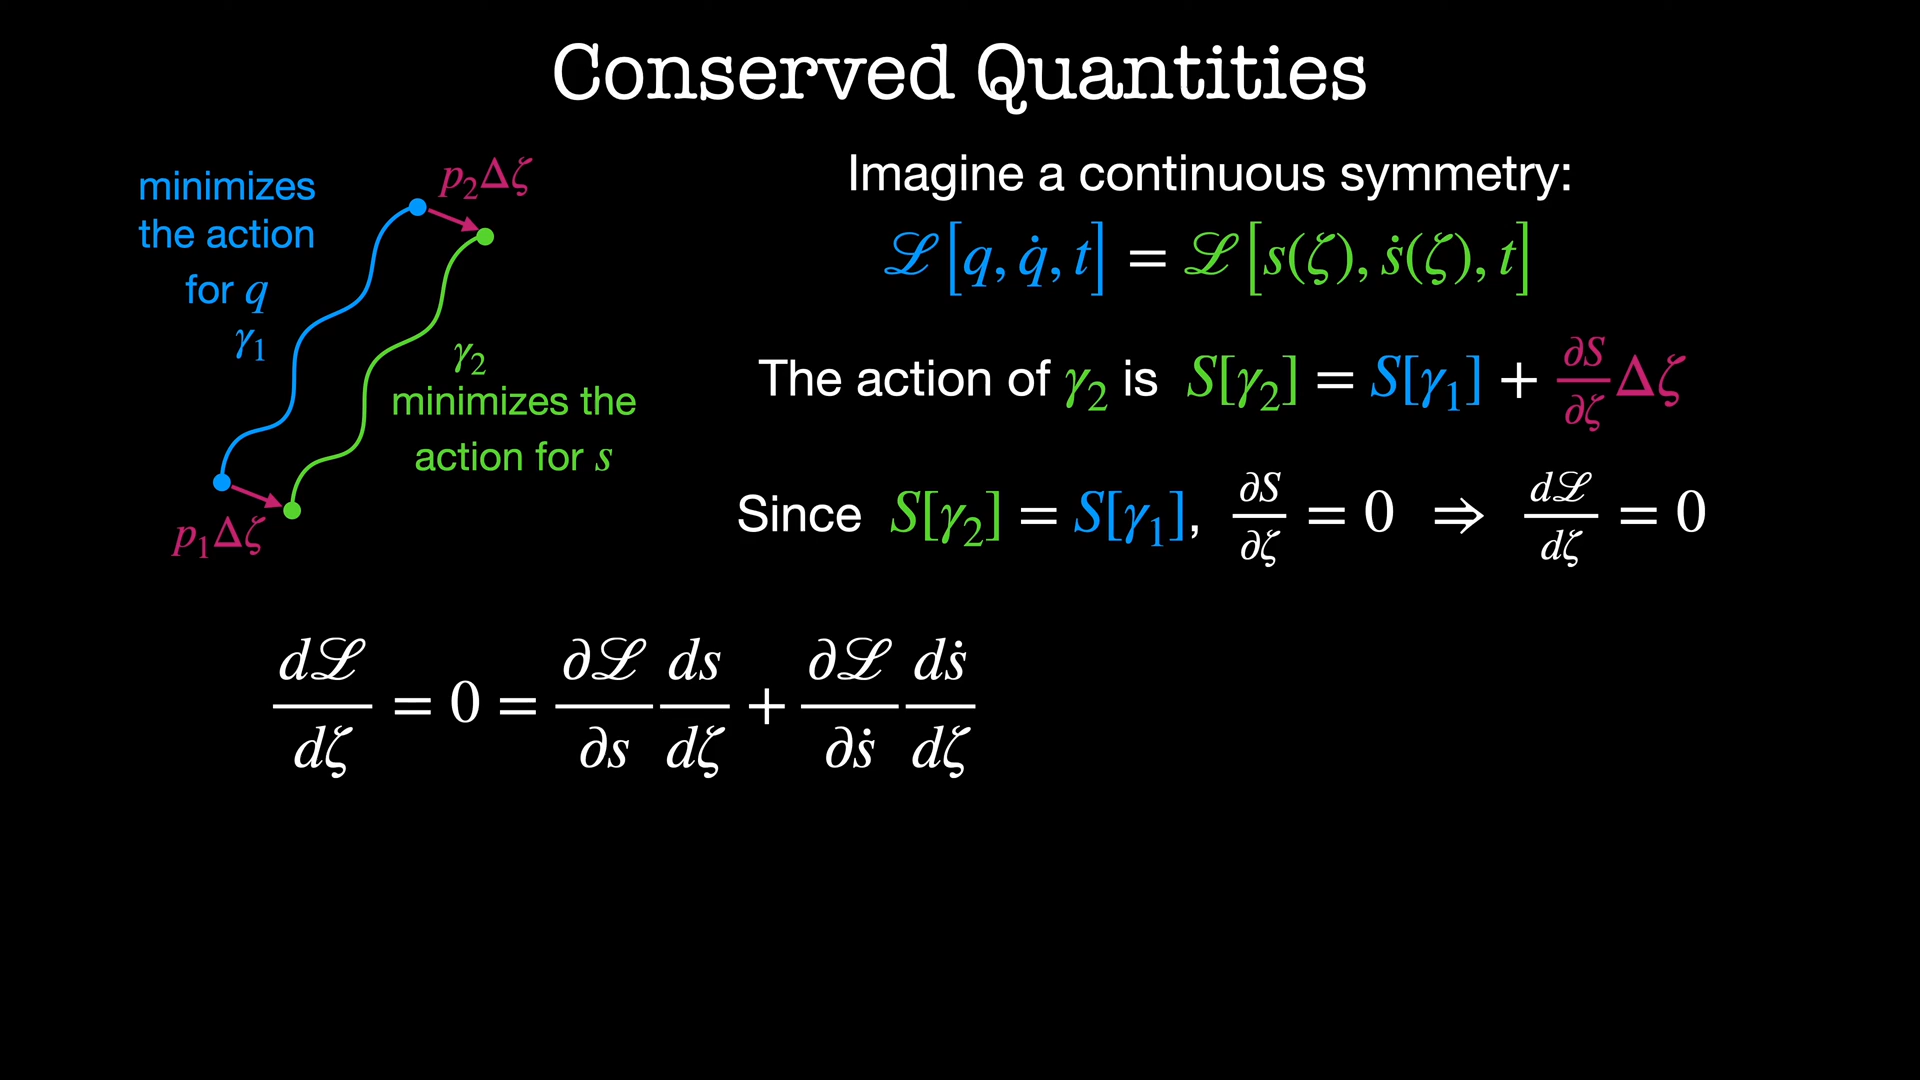 Conserved Quantities
minimizes
the action
for q
γ₁
p₂Δζ
γ₂
minimizes the
action for s
p₁Δζ
Imagine a continuous symmetry:
ℒ[q, q̇, t] = ℒ[s(ζ), ṡ(ζ), t]
The action of γ₂ is S[γ₂] = S[γ₁] + ∂S/∂ζ Δζ
Since S[γ₂] = S[γ₁], ∂S/∂ζ = 0 ⇒ dℒ/dζ = 0
dℒ/dζ = 0 = ∂ℒ/∂s ds/dζ + ∂ℒ/∂ṡ dṡ/dζ